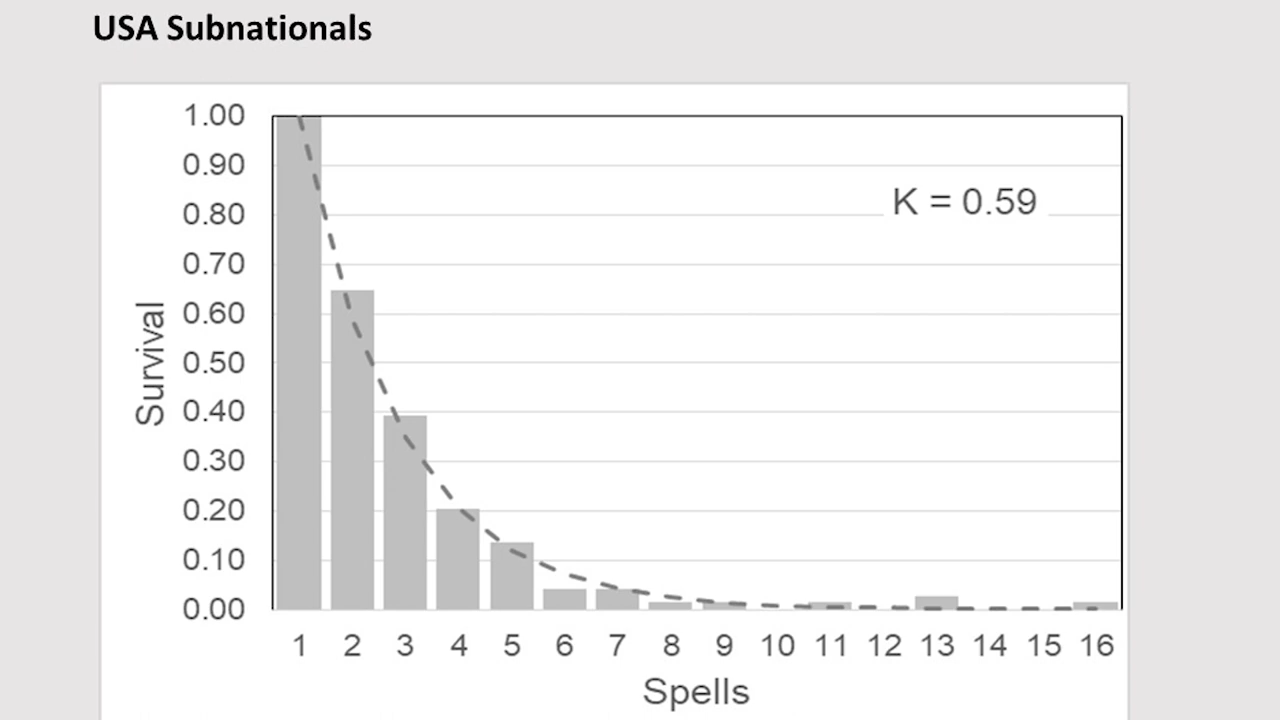 USA Subnationals
1.00
0.90
K = 0.59
0.80
0.70
0.60
0.50
0.40
0.30
0.20
0.10
0.00
Survival
1 2 3 4 5 6 7 8 9 10 11 12 13 14 15 16
Spells